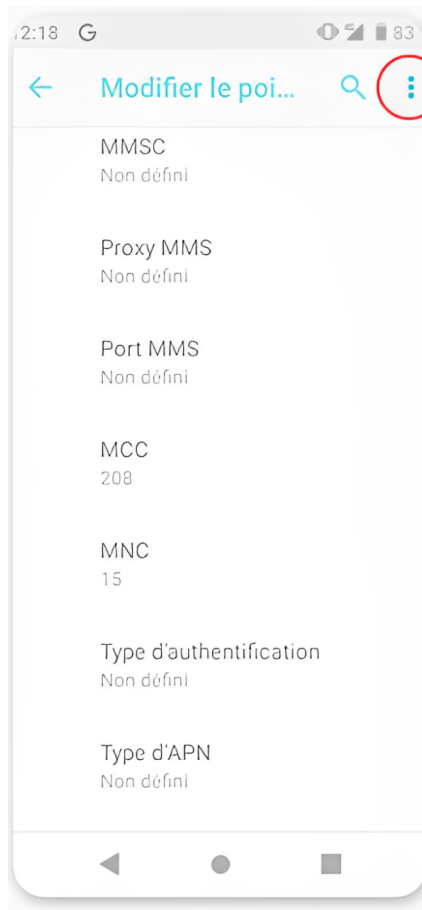 12:18 G 83
Modifier le poi...
MMSC
Non défini
Proxy MMS
Non défini
Port MMS
Non défini
MCC
208
MNC
15
Type d'authentification
Non défini
Type d'APN
Non défini